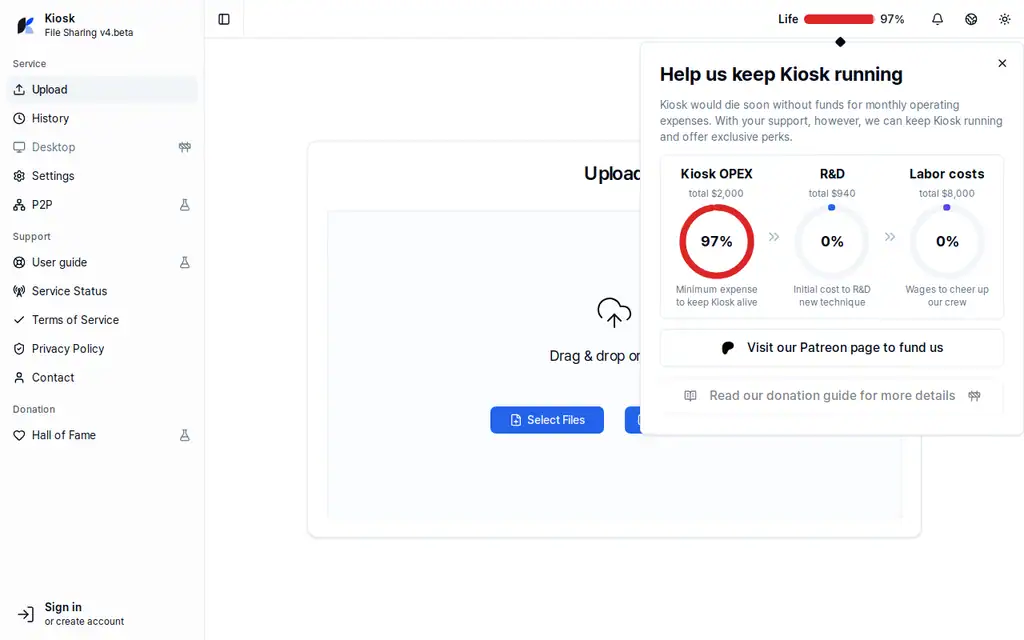 Kiosk
File Sharing v4.beta
Service
Upload
History
Desktop
Settings
P2P
Support
User guide
Service Status
Terms of Service
Privacy Policy
Contact
Donation
Hall of Fame
Sign in
or create account
Life 97%
Upload
Drag & drop or
Select Files
Help us keep Kiosk running
Kiosk would die soon without funds for monthly operating
expenses. With your support, however, we can keep Kiosk running
and offer exclusive perks.
Kiosk OPEX
total $2,000
97%
Minimum expense
to keep Kiosk alive
R&D
total $940
0%
Initial cost to R&D
new technique
Labor costs
total $8,000
0%
Wages to cheer up
our crew
Visit our Patreon page to fund us
Read our donation guide for more details